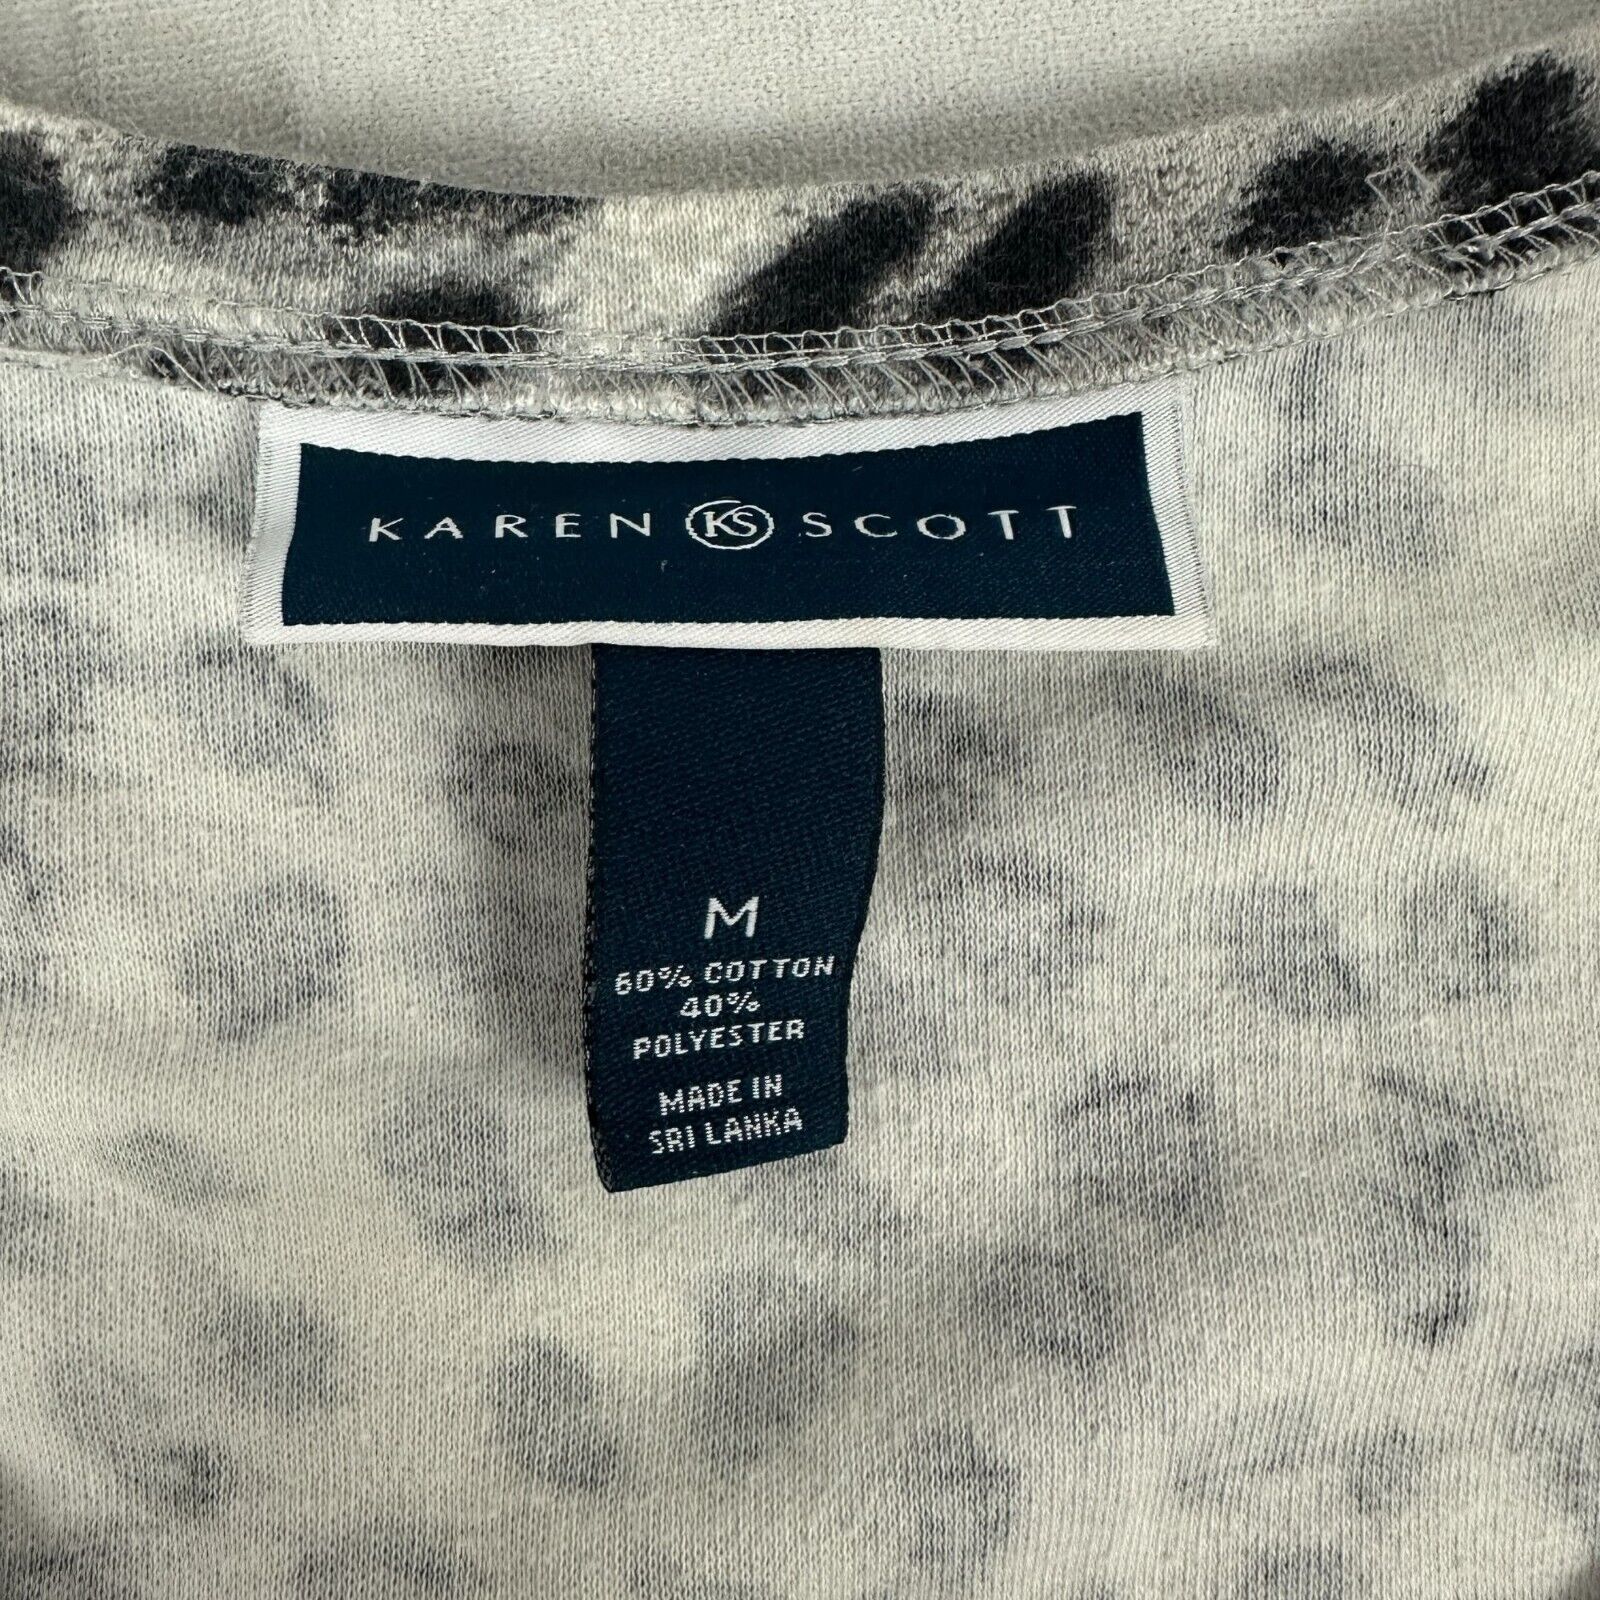 KAREN KS SCOTT
M
60% COTTON
40%
POLYESTER
MADE IN
SRI LANKA